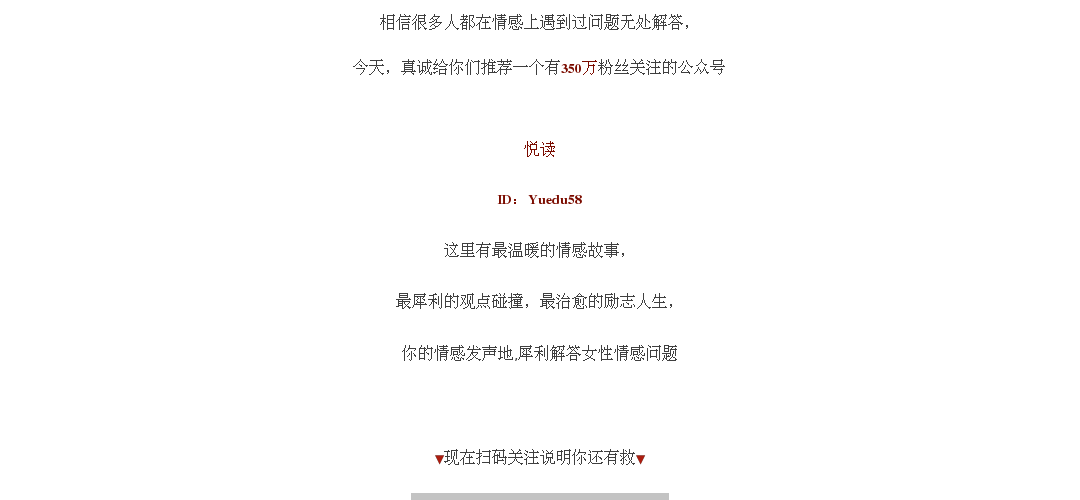 相信很多人都在情感上遇到过问题无处解答，
今天，真诚给你们推荐一个有350万粉丝关注的公众号
悦读
ID：Yuedu58
这里有最温暖的情感故事，
最犀利的观点碰撞，最治愈的励志人生，
你的情感发声地,犀利解答女性情感问题
▼现在扫码关注说明你还有救▼